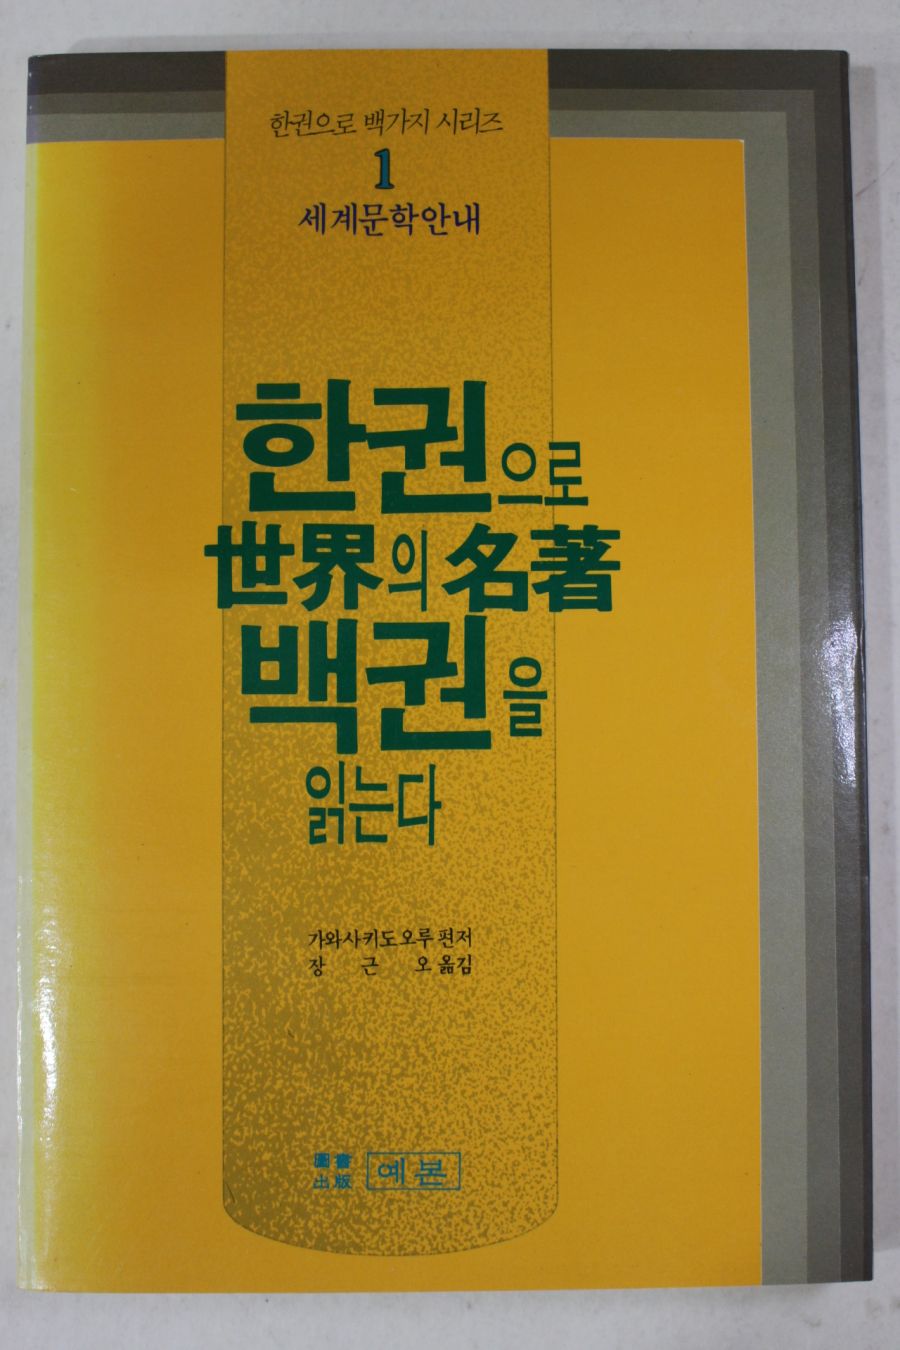 한권으로 백가지 시리즈
1
세계문학안내
한권으로
世界의 名著
백권을
읽는다
가와사키도오루 편저
장 근 오 옮김
圖書
出版 예본